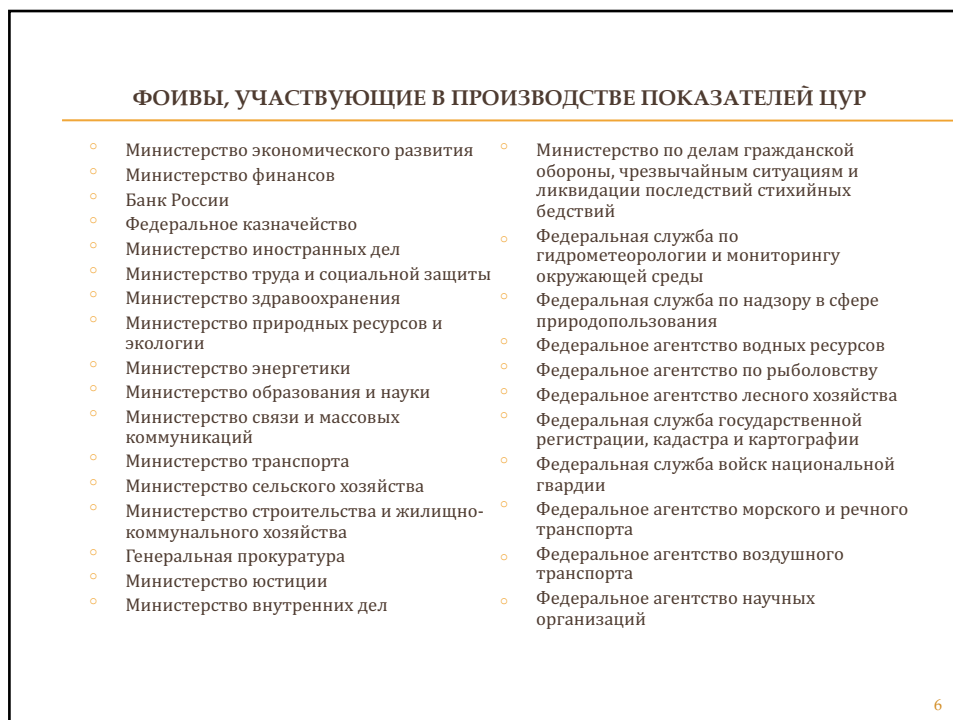 ФОИВЫ, УЧАСТВУЮЩИЕ В ПРОИЗВОДСТВЕ ПОКАЗАТЕЛЕЙ ЦУР
Министерство экономического развития
Министерство финансов
Банк России
Федеральное казначейство
Министерство иностранных дел
Министерство труда и социальной защиты
Министерство здравоохранения
Министерство природных ресурсов и
экологии
Министерство энергетики
Министерство образования и науки
Министерство связи и массовых
коммуникаций
Министерство транспорта
Министерство сельского хозяйства
Министерство строительства и жилищно-
коммунального хозяйства
Генеральная прокуратура
Министерство юстиции
Министерство внутренних дел
Министерство по делам гражданской
обороны, чрезвычайным ситуациям и
ликвидации последствий стихийных
бедствий
Федеральная служба по
гидрометеорологии и мониторингу
окружающей среды
Федеральная служба по надзору в сфере
природопользования
Федеральное агентство водных ресурсов
Федеральное агентство по рыболовству
Федеральное агентство лесного хозяйства
Федеральная служба государственной
регистрации, кадастра и картографии
Федеральная служба войск национальной
гвардии
Федеральное агентство морского и речного
транспорта
Федеральное агентство воздушного
транспорта
Федеральное агентство научных
организаций
6